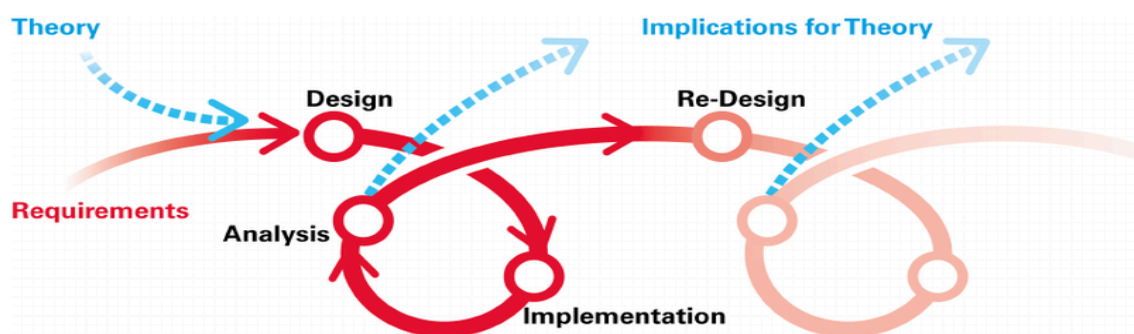 Theory
Implications for Theory
Design
Re-Design
Requirements
Analysis
Implementation